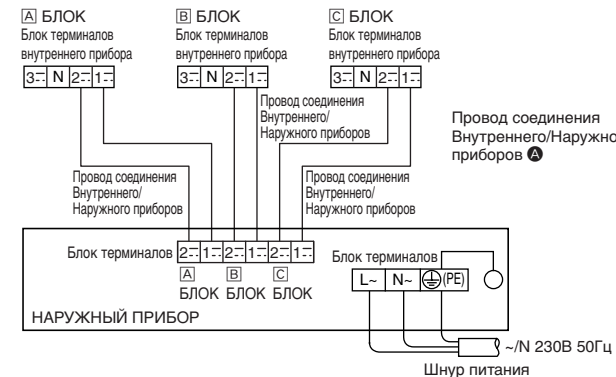 A БЛОК
Блок терминалов
внутреннего прибора
3⎓ N 2⎓ 1⎓
B БЛОК
Блок терминалов
внутреннего прибора
3⎓ N 2⎓ 1⎓
C БЛОК
Блок терминалов
внутреннего прибора
3⎓ N 2⎓ 1⎓
Провод соединения
Внутреннего/
Наружного приборов
Провод соединения
Внутреннего/Наружно
приборов A
Провод соединения
Внутреннего/
Наружного приборов
Провод соединения
Внутреннего/
Наружного приборов
Блок терминалов 2⎓ 1⎓ 2⎓ 1⎓ 2⎓ 1⎓
A B C
БЛОК БЛОК БЛОК
Блок терминалов
L~ N~ ⏚ (PE)
НАРУЖНЫЙ ПРИБОР
~/N 230В 50Гц
Шнур питания